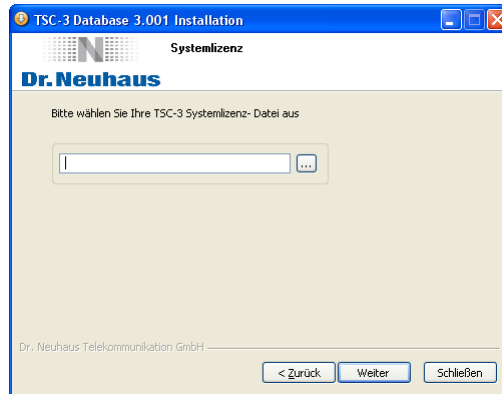 TSC-3 Database 3.001 Installation
Systemlizenz
N
Dr. Neuhaus
Bitte wählen Sie Ihre TSC-3 Systemlizenz- Datei aus
...
Dr. Neuhaus Telekommunikation GmbH
< Zurück Weiter Schließen